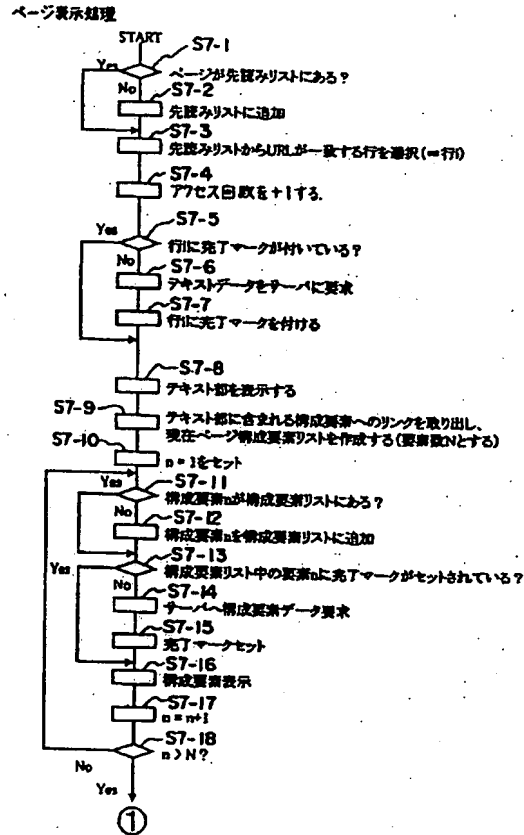 ページ表示処理
START
S7-1
Yes
ページが先読みリストにある?
No
S7-2
先読みリストに追加
S7-3
先読みリストからURLが一致する行を選択(=行i)
S7-4
アクセス回数を+1する.
S7-5
Yes
行iに完了マークが付いている?
No
S7-6
テキストデータをサーバに要求
S7-7
行iに完了マークを付ける
S7-8
テキスト部を表示する
S7-9
テキスト部に含まれる構成要素へのリンクを取り出し、
現在ページ構成要素リストを作成する(要素数Nとする)
S7-10
n=1をセット
Yes
S7-11
構成要素nが構成要素リストにある?
No
S7-12
構成要素nを構成要素リストに追加
S7-13
Yes
構成要素リスト中の要素nに完了マークがセットされている?
No
S7-14
サーバへ構成要素データ要求
S7-15
完了マークセット
S7-16
構成要素表示
S7-17
n=n+1
S7-18
n>N?
No
Yes
①